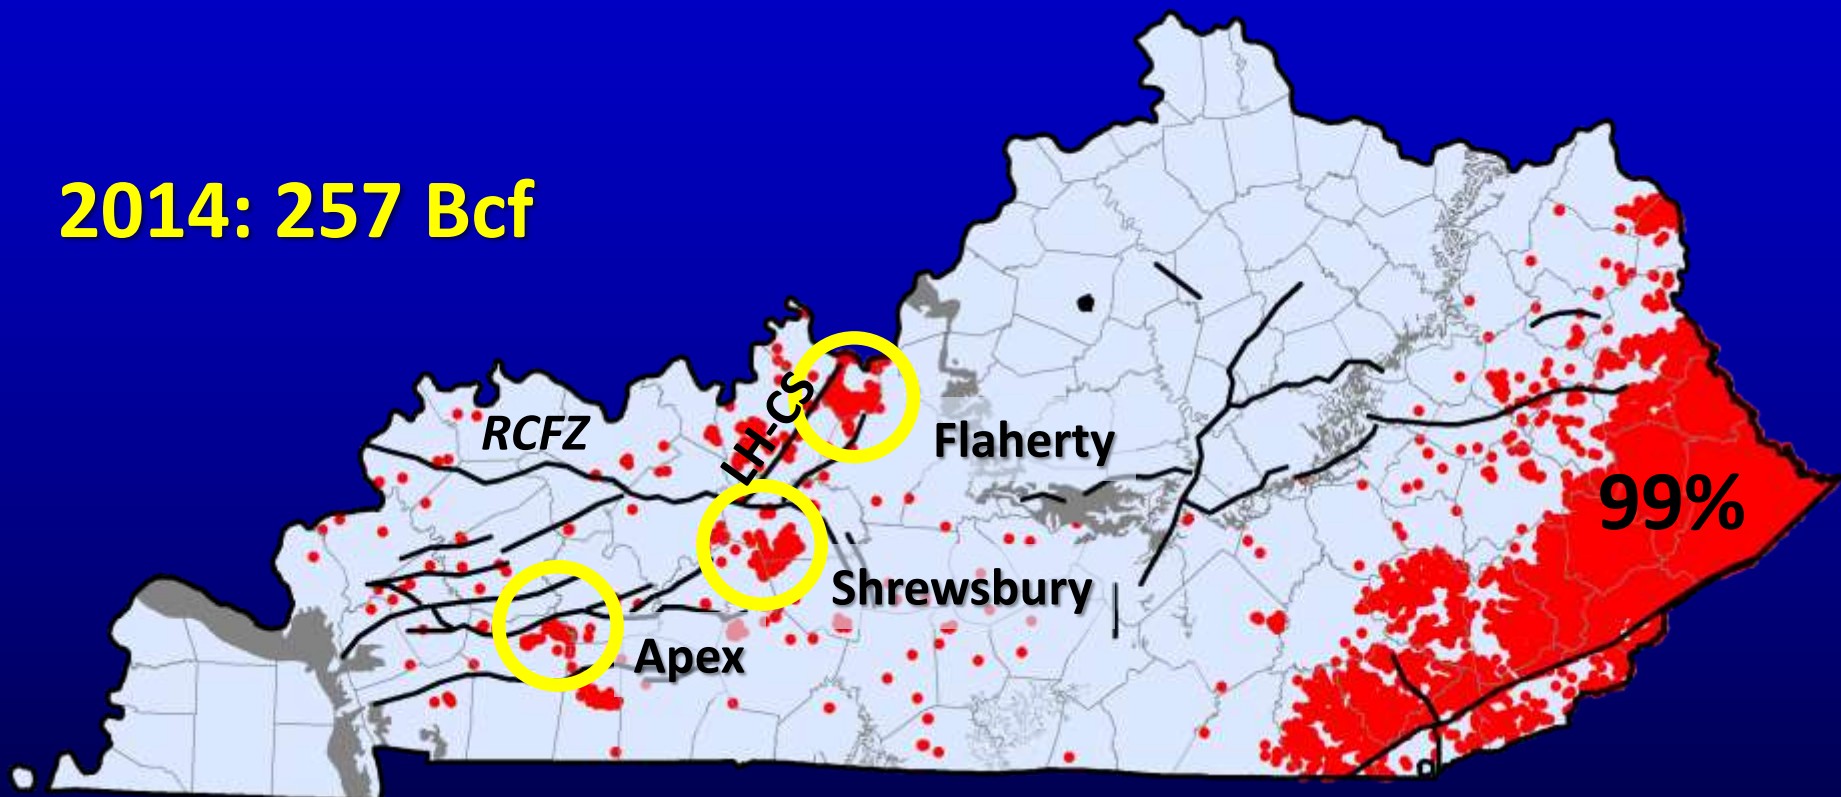 2014: 257 Bcf
RCFZ
LH-CS
Flaherty
99%
Shrewsbury
Apex